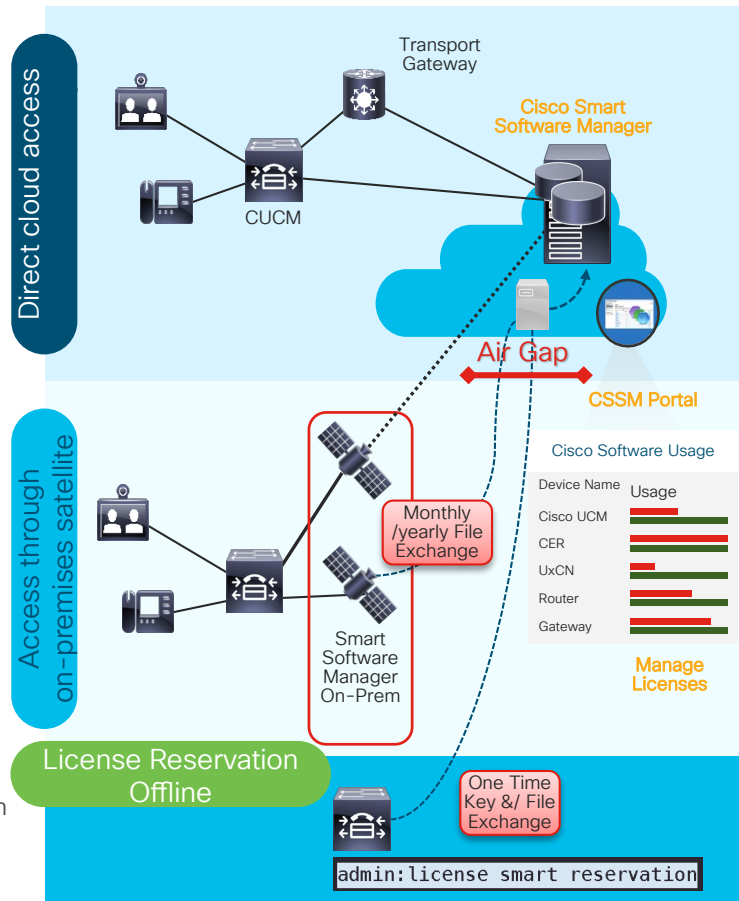 Direct cloud access
Transport
Gateway
Cisco Smart
Software Manager
CUCM
Air Gap
CSSM Portal
Access through
on-premises satellite
Monthly
/yearly File
Exchange
Smart
Software
Manager
On-Prem
Cisco Software Usage
Device Name
Usage
Cisco UCM
CER
UxCN
Router
Gateway
Manage
Licenses
License Reservation
Offline
n
One Time
Key &/ File
Exchange
admin:license smart reservation